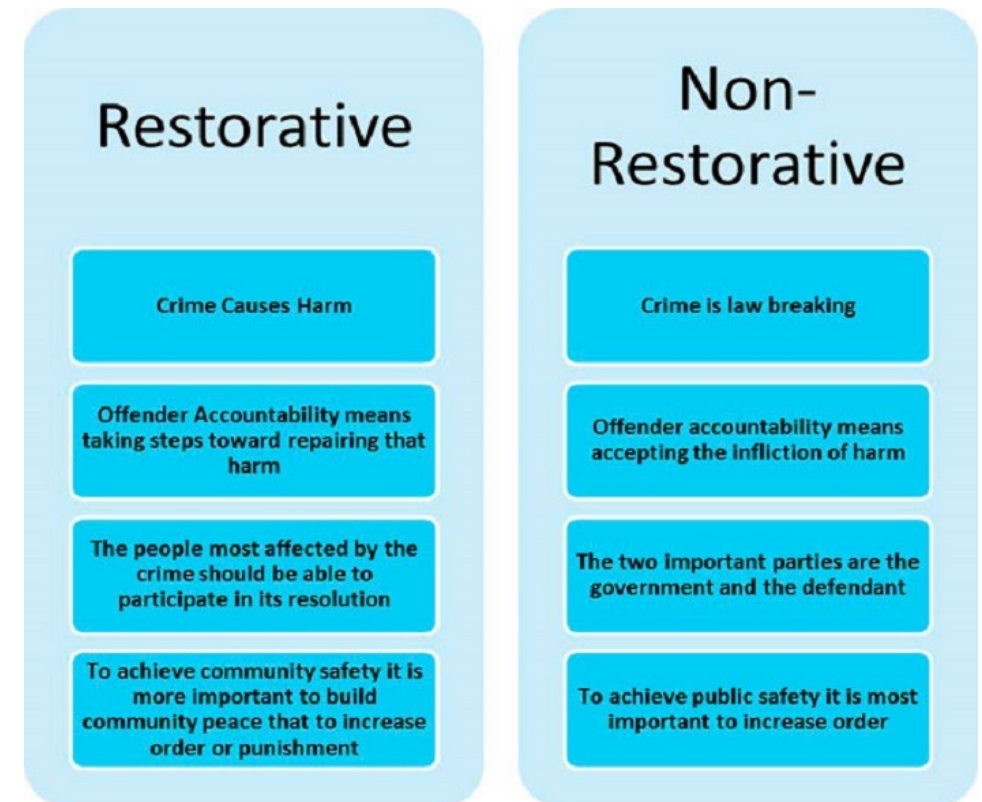 Restorative
Crime Causes Harm
Offender Accountability means
taking steps toward repairing that
harm
The people most affected by the
crime should be able to
participate in its resolution
To achieve community safety it is
more important to build
community peace that to increase
order or punishment
Non-
Restorative
Crime is law breaking
Offender accountability means
accepting the infliction of harm
The two important parties are the
government and the defendant
To achieve public safety it is most
important to increase order